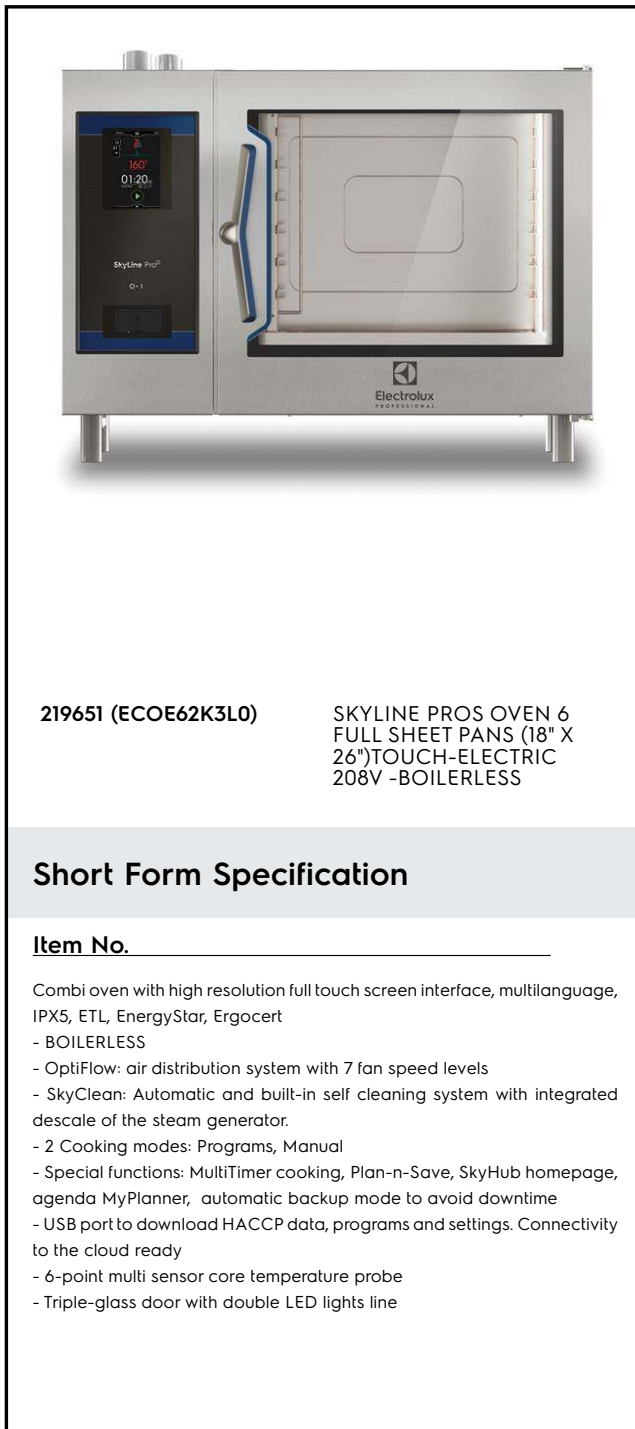 160°
01:20
SkyLine ProS
Electrolux
PROFESSIONAL
219651 (ECOE62K3L0)
SKYLINE PROS OVEN 6
FULL SHEET PANS (18" X
26")TOUCH-ELECTRIC
208V -BOILERLESS
Short Form Specification
Item No.
Combi oven with high resolution full touch screen interface, multilanguage,
IPX5, ETL, EnergyStar, Ergocert
- BOILERLESS
- OptiFlow: air distribution system with 7 fan speed levels
- SkyClean: Automatic and built-in self cleaning system with integrated
descale of the steam generator.
- 2 Cooking modes: Programs, Manual
- Special functions: MultiTimer cooking, Plan-n-Save, SkyHub homepage,
agenda MyPlanner,  automatic backup mode to avoid downtime
- USB port to download HACCP data, programs and settings. Connectivity
to the cloud ready
- 6-point multi sensor core temperature probe
- Triple-glass door with double LED lights line